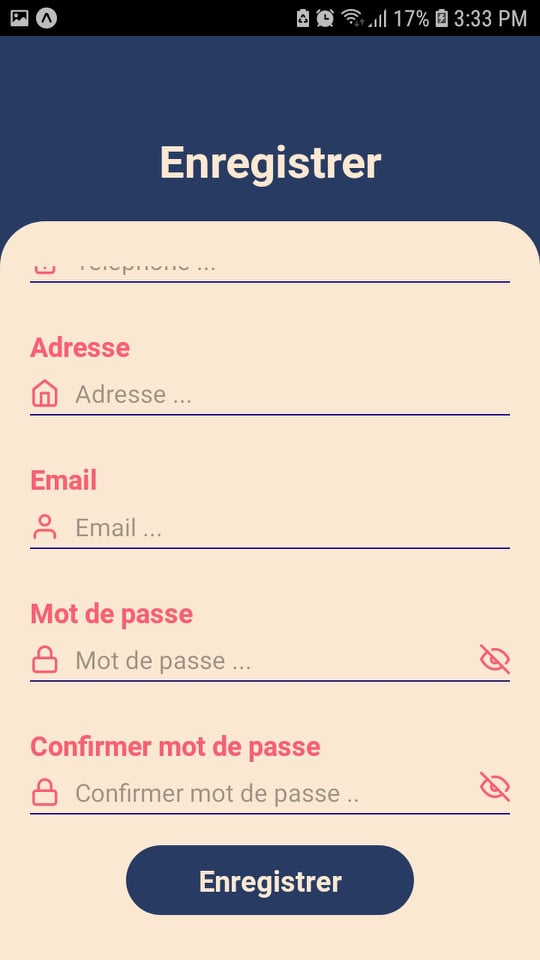 17% 3:33 PM
Enregistrer
Téléphone ...
Adresse
Adresse ...
Email
Email ...
Mot de passe
Mot de passe ...
Confirmer mot de passe
Confirmer mot de passe ..
Enregistrer